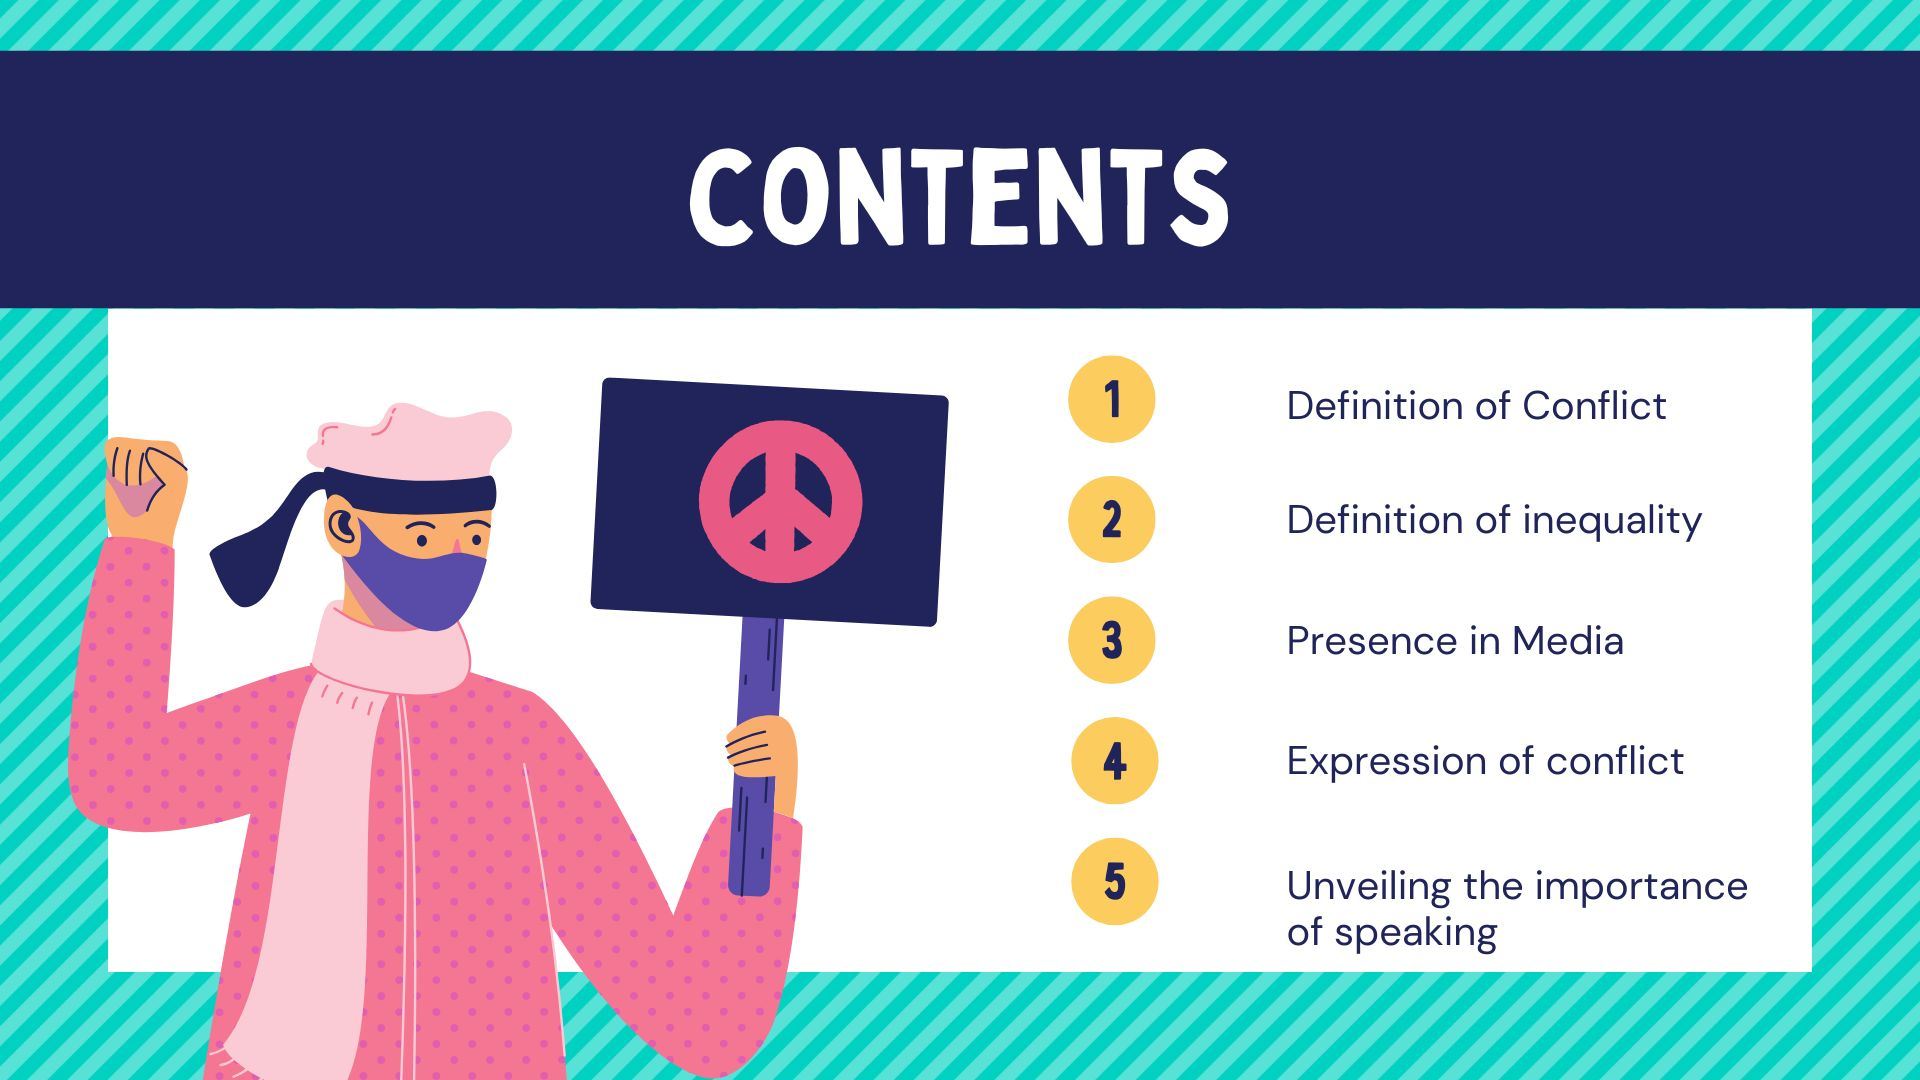 CONTENTS
1 Definition of Conflict
2 Definition of inequality
3 Presence in Media
4 Expression of conflict
5 Unveiling the importance
of speaking